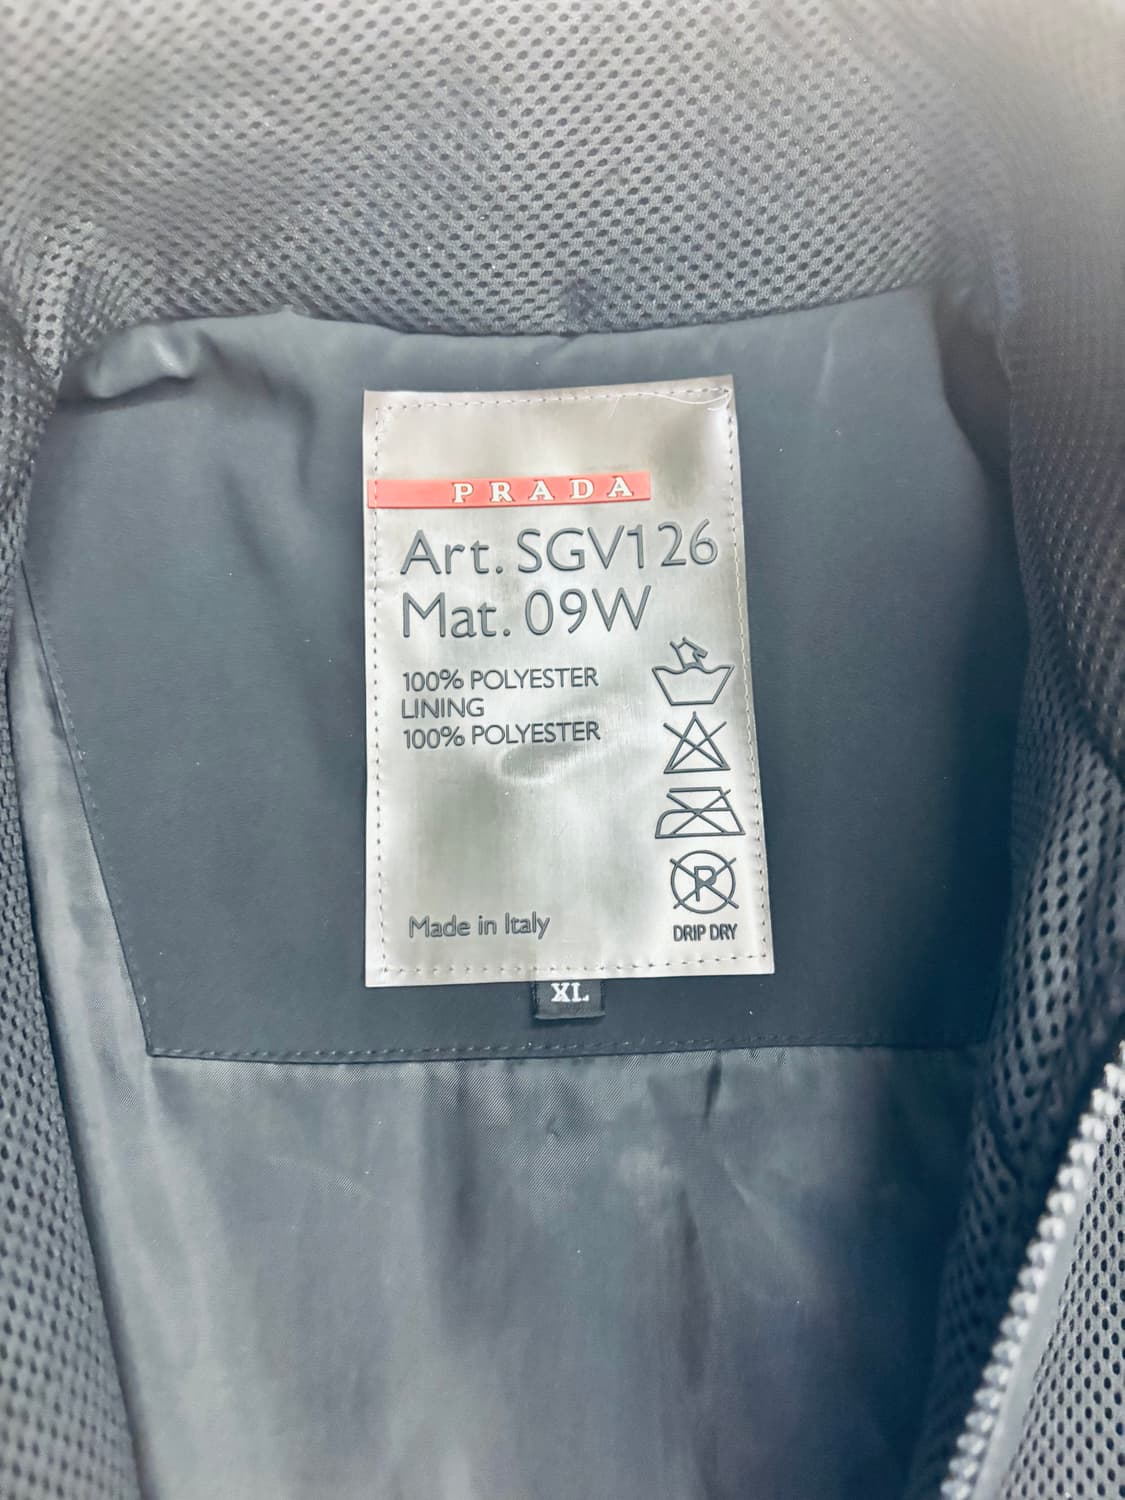 PRADA
Art. SGV126
Mat. 09W
100% POLYESTER
LINING
100% POLYESTER
P
Made in Italy
DRIP DRY
XL